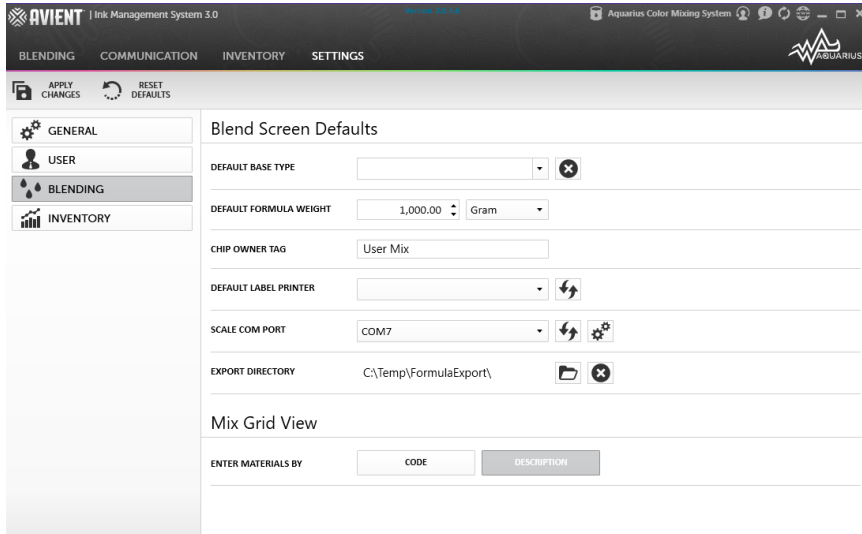 AVIENT | Ink Management System 3.0
Aquarius Color Mixing System
BLENDING COMMUNICATION INVENTORY SETTINGS
AQUARIUS
APPLY CHANGES
RESET DEFAULTS
GENERAL
USER
BLENDING
INVENTORY
Blend Screen Defaults
DEFAULT BASE TYPE
DEFAULT FORMULA WEIGHT 1,000.00 Gram
CHIP OWNER TAG User Mix
DEFAULT LABEL PRINTER
SCALE COM PORT COM7
EXPORT DIRECTORY C:\Temp\FormulaExport\
Mix Grid View
ENTER MATERIALS BY CODE DESCRIPTION